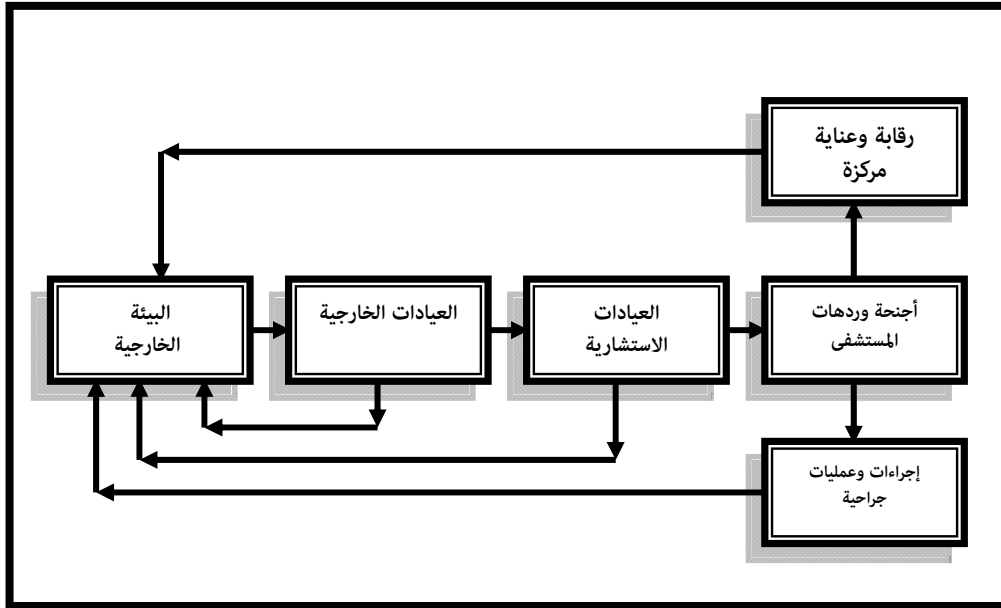 رقابة وعناية
مركزة
أجنحة وردهات
المستشفى
العيادات
الاستشارية
العيادات الخارجية
البيئة
الخارجية
إجراءات وعمليات
جراحية